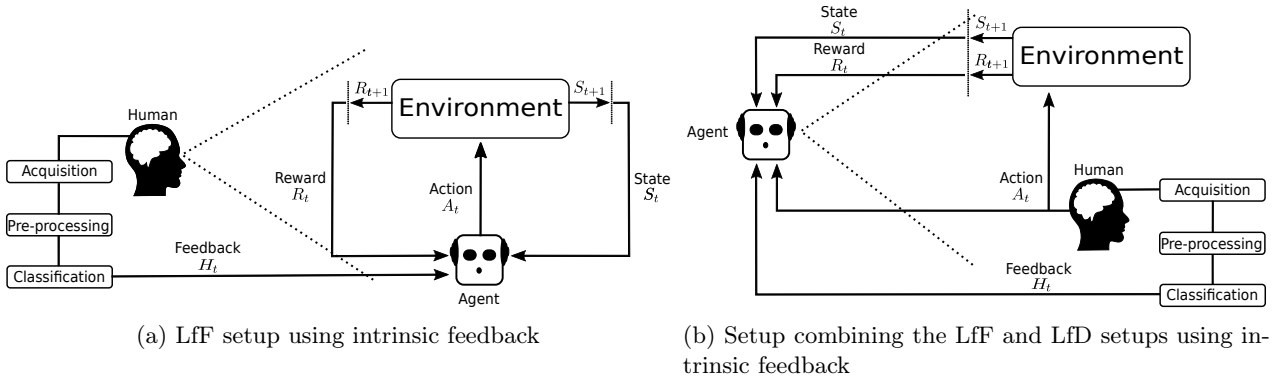 Human
Acquisition
Pre-processing
Classification
R_{t+1}
Environment
S_{t+1}
Reward
R_t
Action
A_t
State
S_t
Feedback
H_t
Agent
(a) LfF setup using intrinsic feedback
State
S_t
S_{t+1}
Environment
Reward
R_t
R_{t+1}
Agent
Action
A_t
Human
Acquisition
Pre-processing
Feedback
H_t
Classification
(b) Setup combining the LfF and LfD setups using in-
trinsic feedback